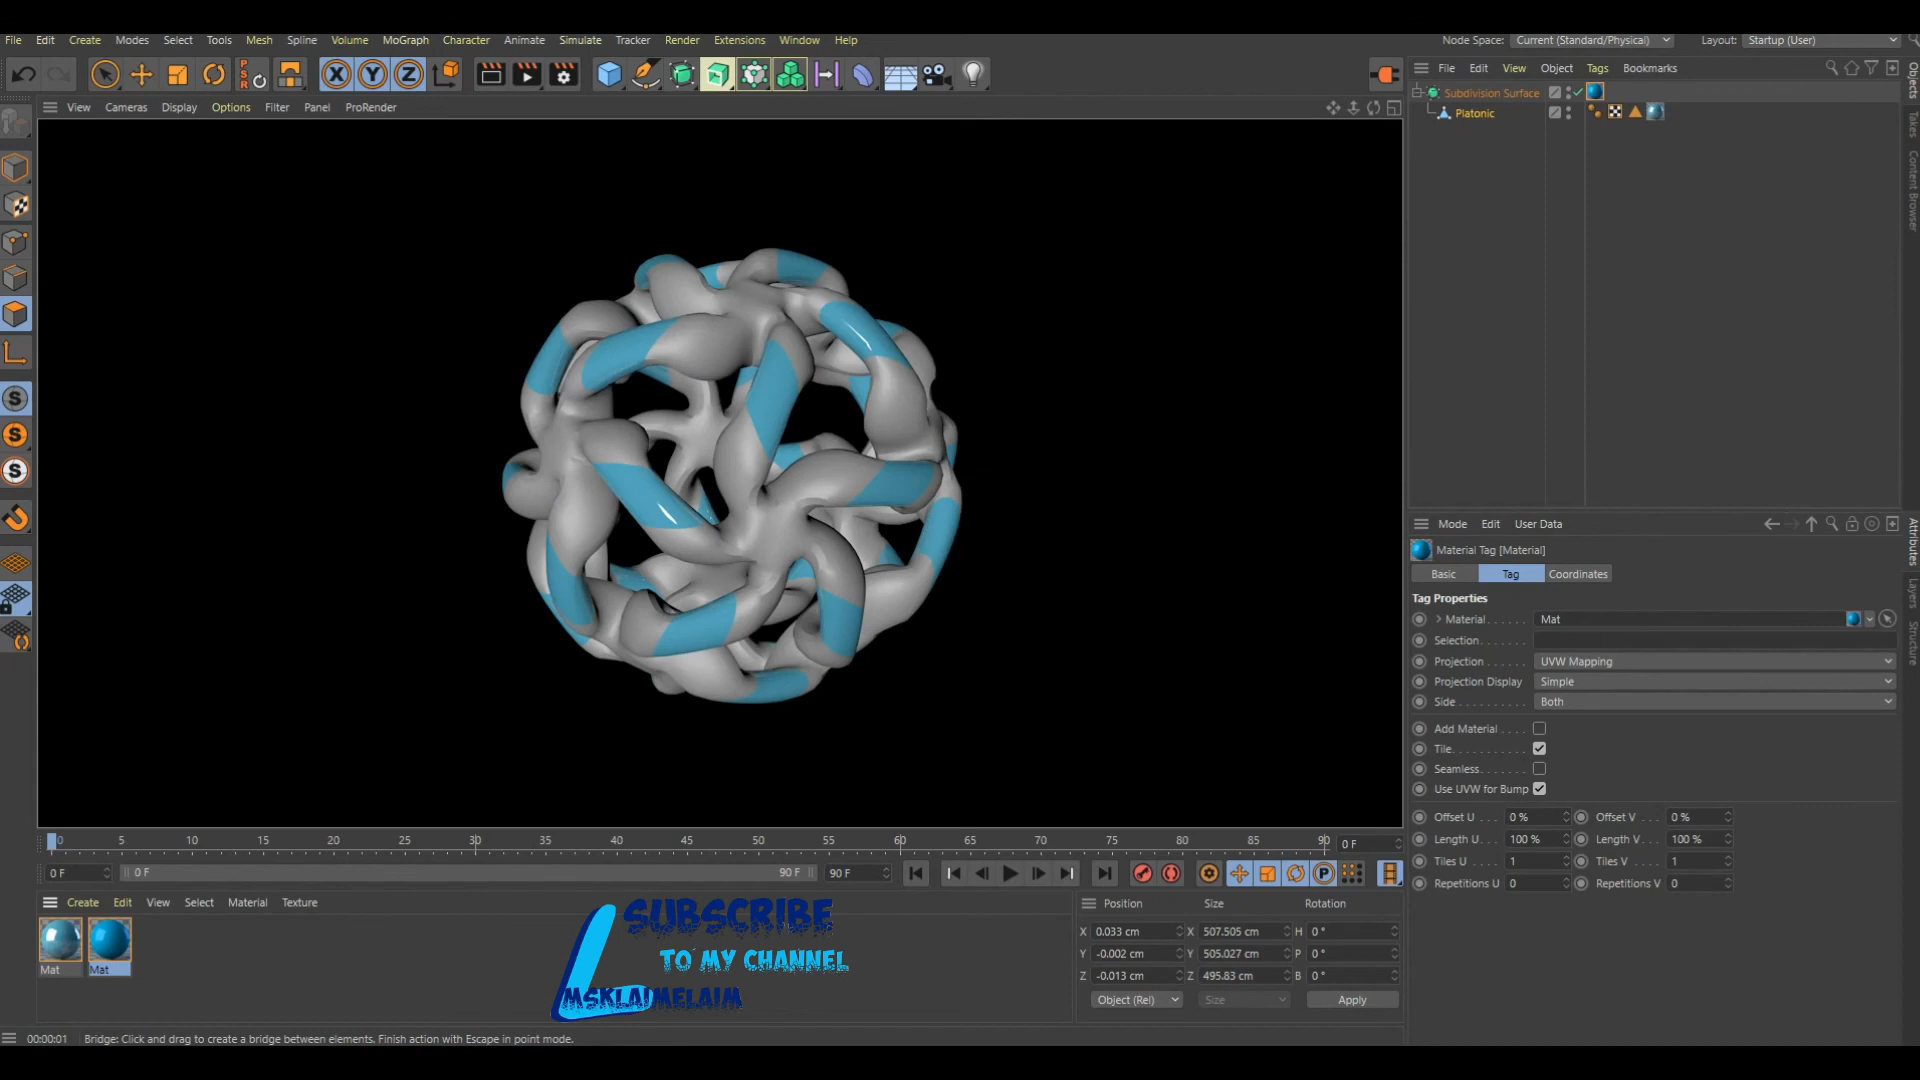 File Edit Create Modes Select Tools Mesh Spline Volume MoGraph Character Animate Simulate Tracker Render Extensions Window Help Node Space: Current (Standard/Physical) Layout: Startup (User)
PSR X Y Z
File Edit View Object Tags Bookmarks
View Cameras Display Options Filter Panel ProRender
Subdivision Surface
Platonic
Objects
Takes
Content Browser
S
S
S
Mode Edit User Data
Material Tag [Material]
Basic Tag Coordinates
Tag Properties
Material Mat
Selection
Projection UVW Mapping
Projection Display Simple
Side Both
Add Material
Tile
Seamless
Use UVW for Bump
Offset U 0 % Offset V 0 %
Length U 100 % Length V 100 %
Tiles U 1 Tiles V 1
Repetitions U 0 Repetitions V 0
Attributes
Layers
Structure
0 5 10 15 20 25 30 35 40 45 50 55 60 65 70 75 80 85 90 0 F
0 F 0 F 90 F 90 F P
Create Edit View Select Material Texture
Mat Mat
SUBSCRIBE
TO MY CHANNEL
MSKLAIMELAIM
Position Size Rotation
X 0.033 cm X 507.505 cm H 0 °
Y -0.002 cm Y 505.027 cm P 0 °
Z -0.013 cm Z 495.83 cm B 0 °
Object (Rel) Size Apply
00:00:01 Bridge: Click and drag to create a bridge between elements. Finish action with Escape in point mode.